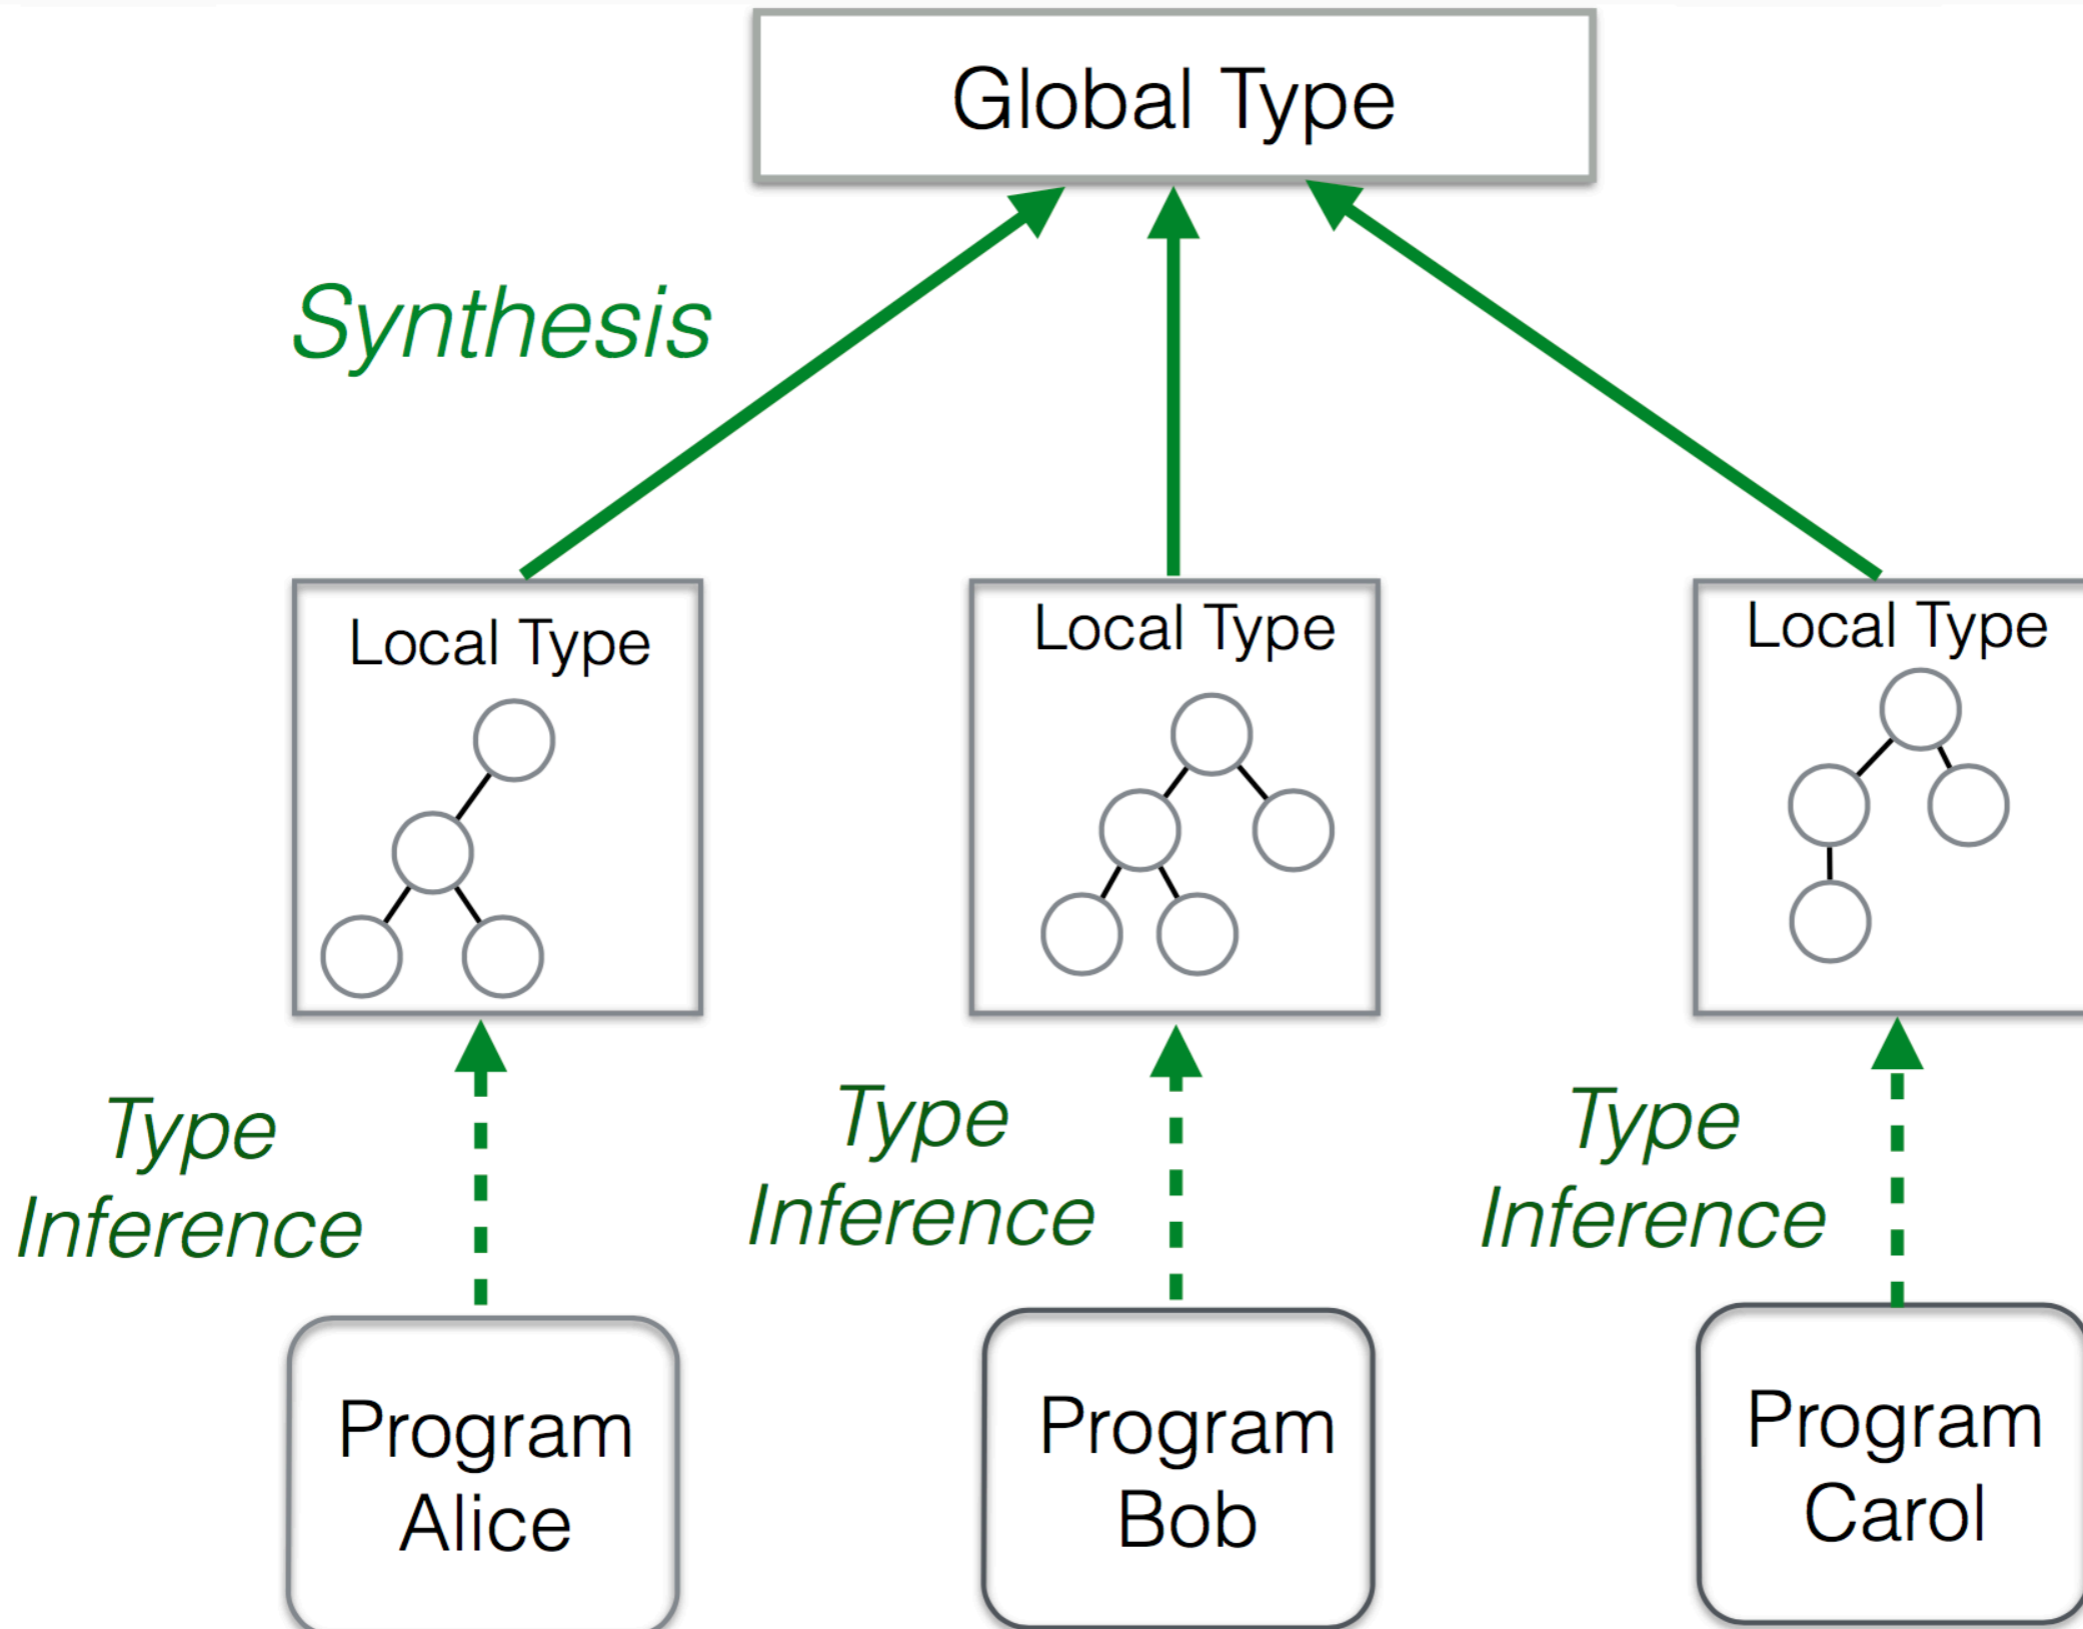 Global Type
Synthesis
Local Type
Local Type
Local Type
Type
Inference
Type
Inference
Type
Inference
Program
Alice
Program
Bob
Program
Carol